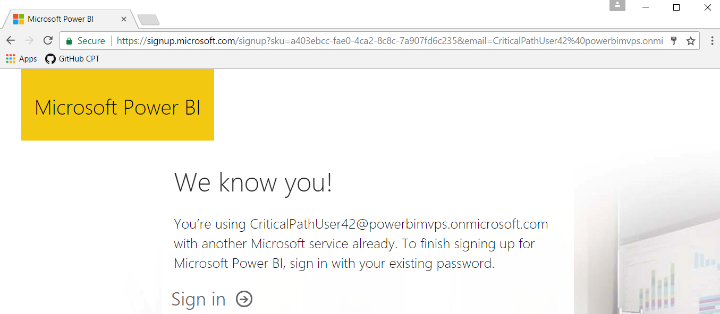 Microsoft Power BI
Secure https://signup.microsoft.com/signup?sku=a403ebcc-fae0-4ca2-8c8c-7a907fd6c235&email=CriticalPathUser42%40powerbimvps.onmi
Apps GitHub CPT
Microsoft Power BI
We know you!
You're using CriticalPathUser42@powerbimvps.onmicrosoft.com
with another Microsoft service already. To finish signing up for
Microsoft Power BI, sign in with your existing password.
Sign in